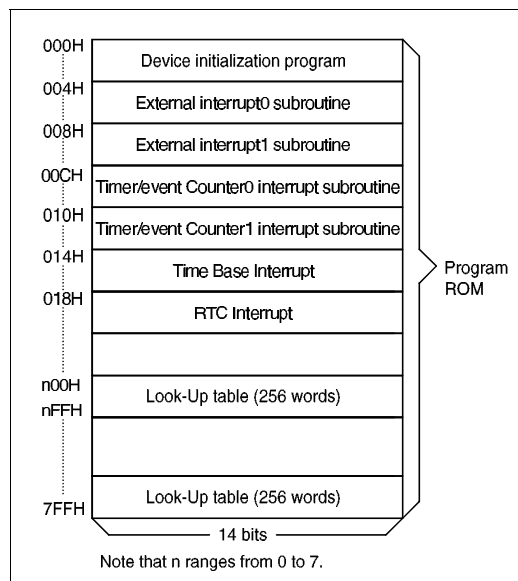 000H
Device initialization program
004H
External interrupt0 subroutine
008H
External interrupt1 subroutine
00CH
Timer/event Counter0 interrupt subroutine
010H
Timer/event Counter1 interrupt subroutine
014H
Time Base Interrupt
018H
RTC Interrupt
Program
ROM
n00H
Look-Up table (256 words)
nFFH
Look-Up table (256 words)
7FFH
14 bits
Note that n ranges from 0 to 7.